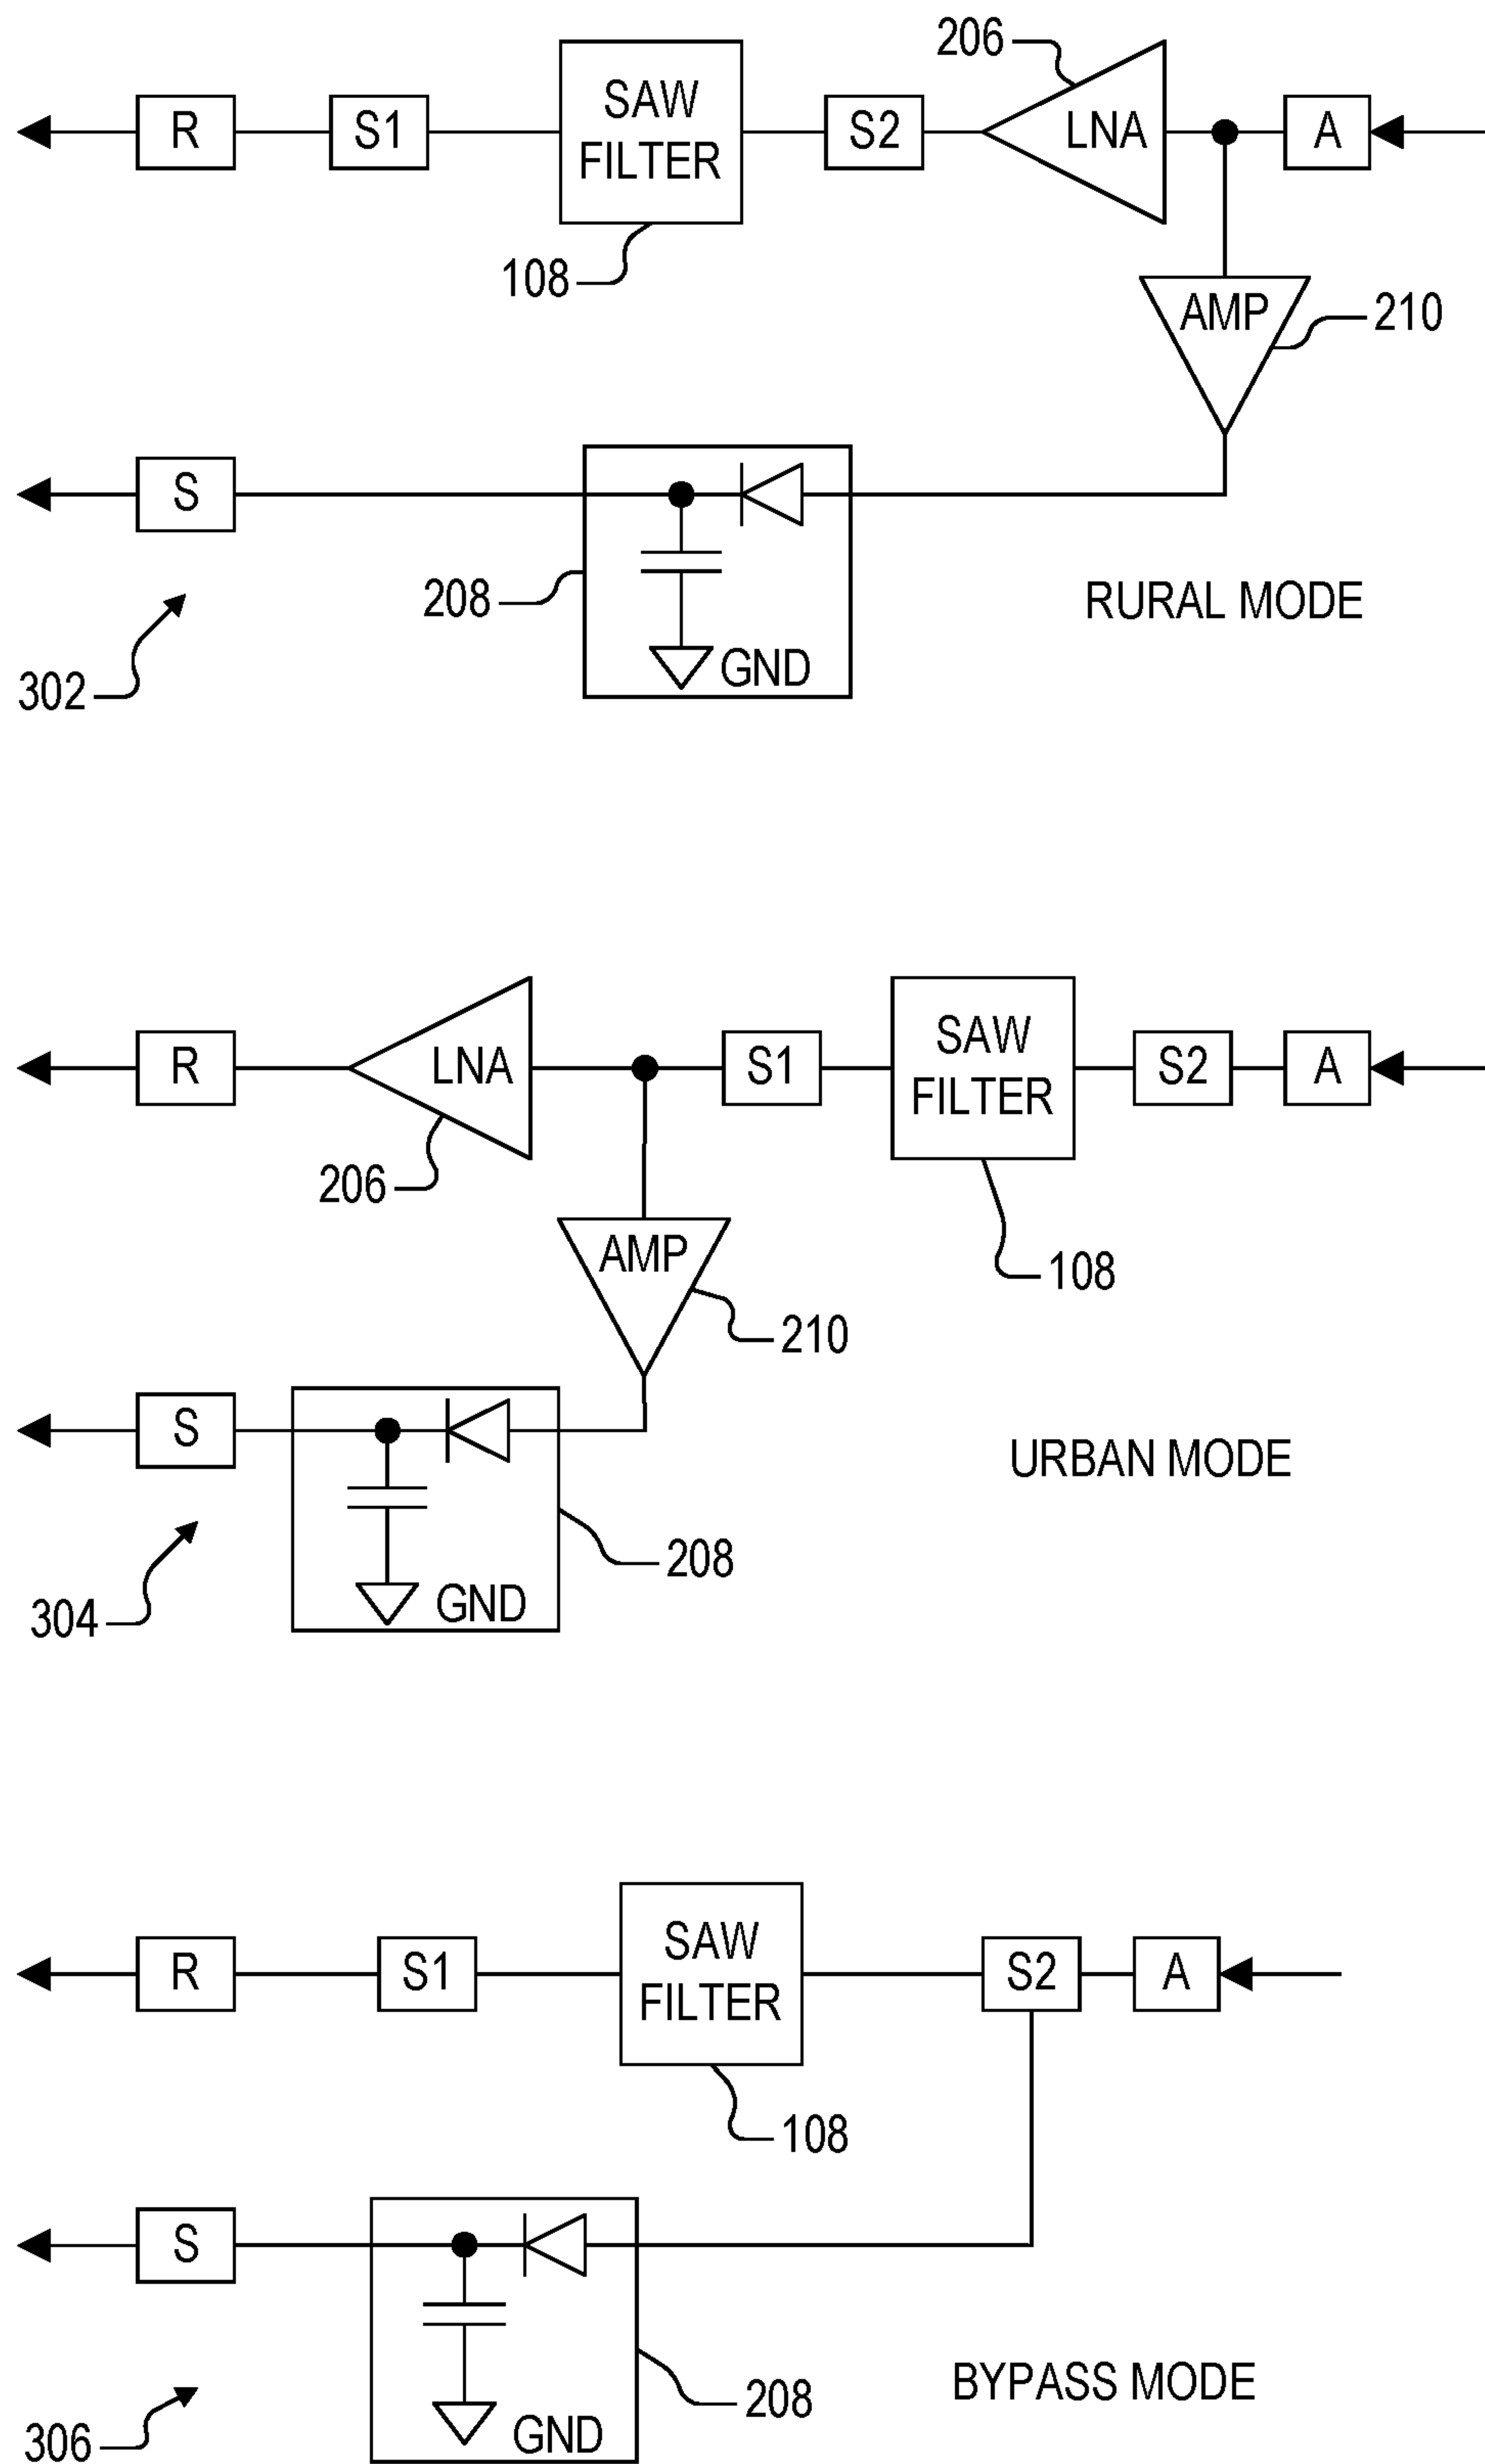 206
R
S1
SAW
FILTER
S2
LNA
A
108
AMP
210
S
208
GND
RURAL MODE
302
R
LNA
S1
SAW
FILTER
S2
A
206
AMP
108
210
S
URBAN MODE
208
304
GND
R
S1
SAW
FILTER
S2
A
108
S
BYPASS MODE
208
306
GND